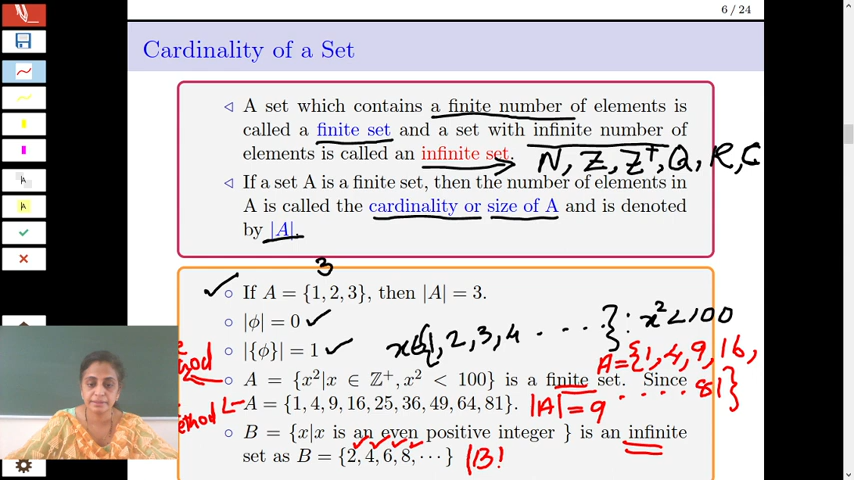 6 / 24
Cardinality of a Set
◁ A set which contains a finite number of elements is
called a finite set and a set with infinite number of
elements is called an infinite set.
N, Z, Z⁺, Q, R, C
◁ If a set A is a finite set, then the number of elements in
A is called the cardinality or size of A and is denoted
by |A|.
3
○ If A = {1, 2, 3}, then |A| = 3.
○ |ϕ| = 0
x∈{1, 2, 3, 4 ....} : x² < 100
○ |{ϕ}| = 1
A = {1, 4, 9, 16,
..... 81}
○ A = {x²|x ∈ ℤ⁺, x² < 100} is a finite set. Since
A = {1, 4, 9, 16, 25, 36, 49, 64, 81}.
|A| = 9
○ B = {x|x is an even positive integer } is an infinite
set as B = {2, 4, 6, 8, ⋯ }
|B|